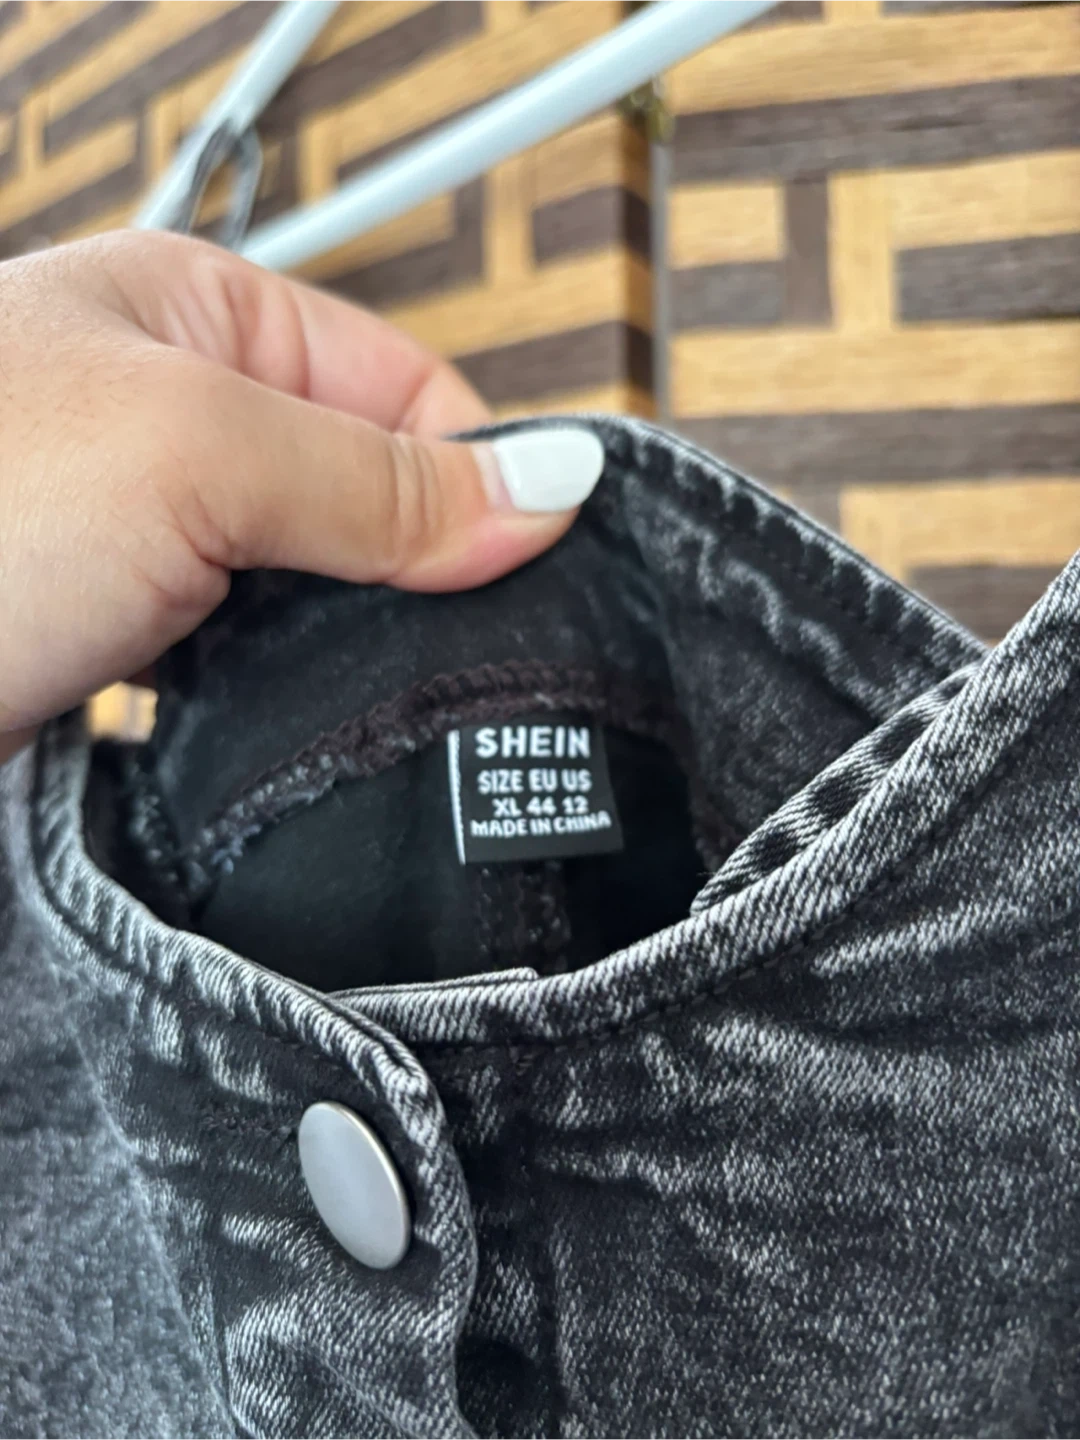 SHEIN
SIZE EU US
XL 44 12
MADE IN CHINA